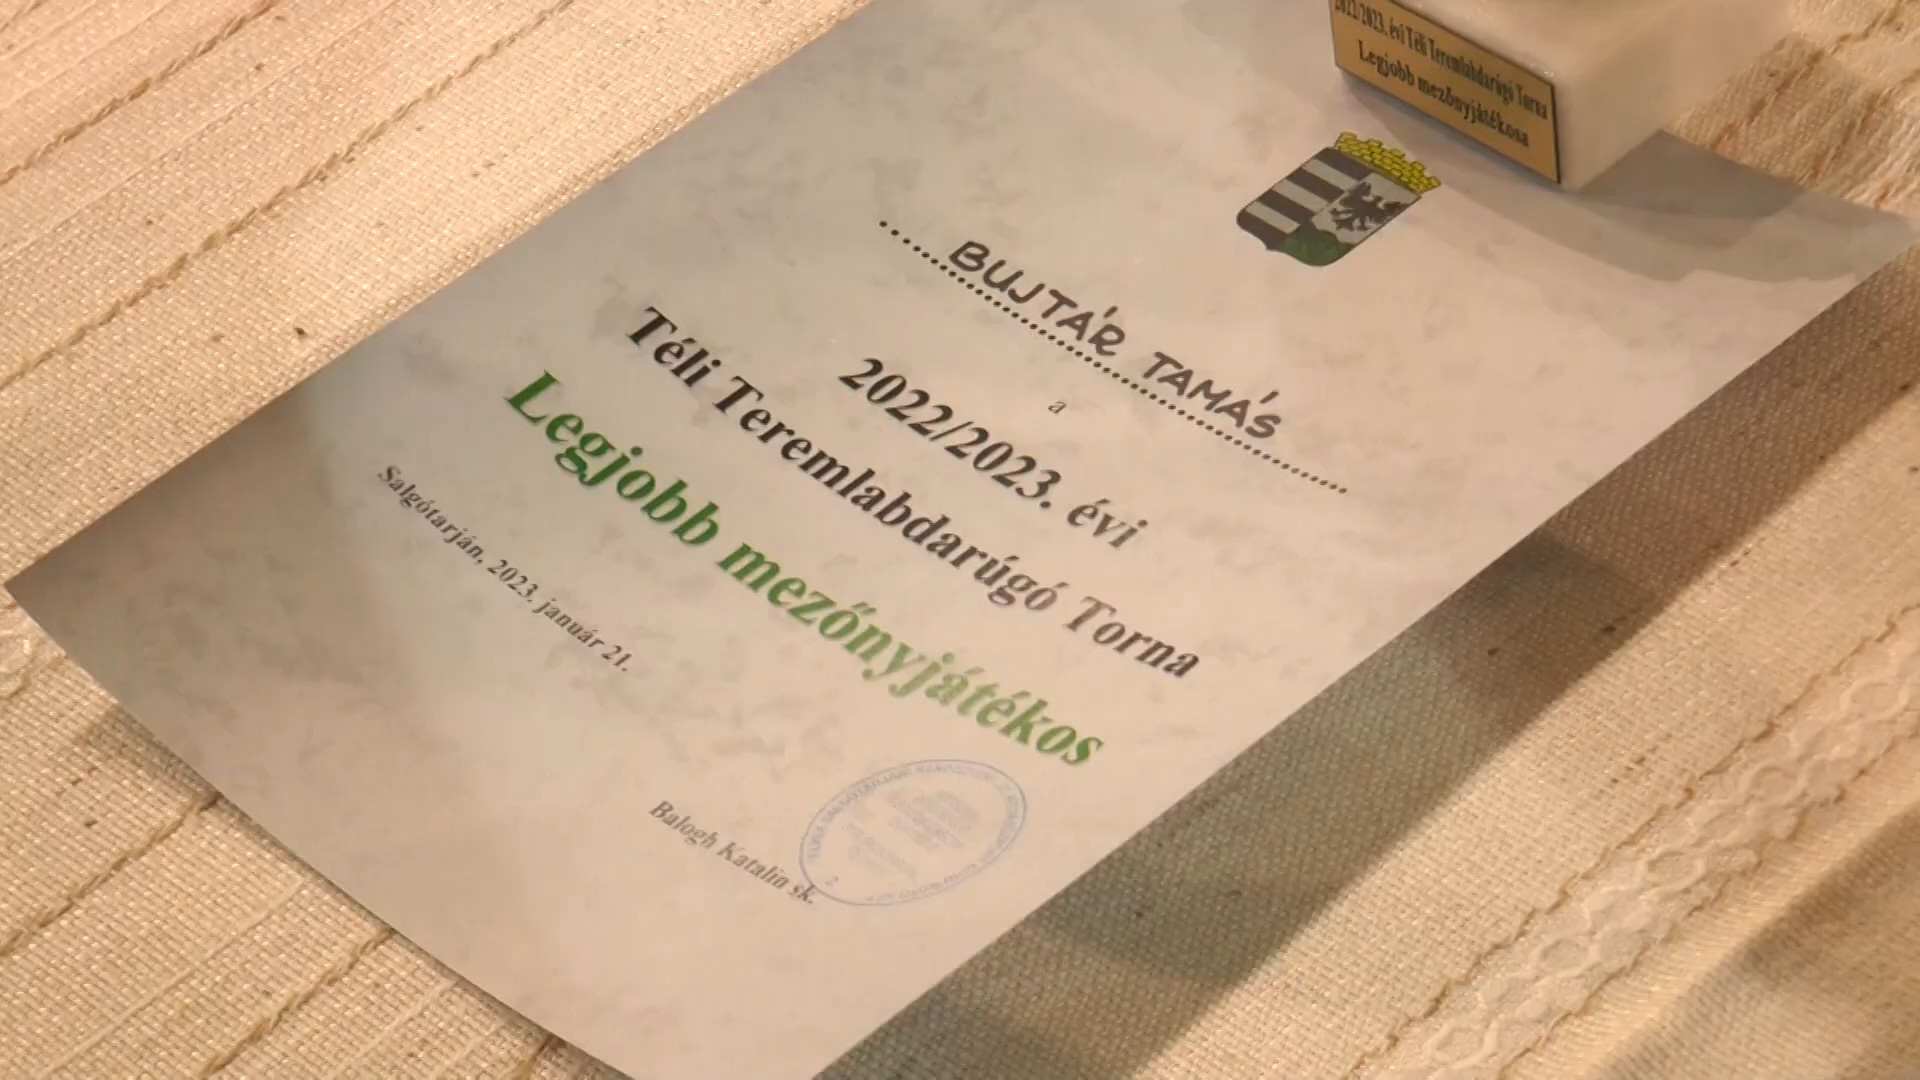 2022/2023. évi Téli Teremlabdarúgó Torna
Legjobb mezőnyjátékosa
BUJTÁR TAMÁS
a
2022/2023. évi
Téli Teremlabdarúgó Torna
Legjobb mezőnyjátékos
Salgótarján, 2023. január 21.
Balogh Katalin sk.
2